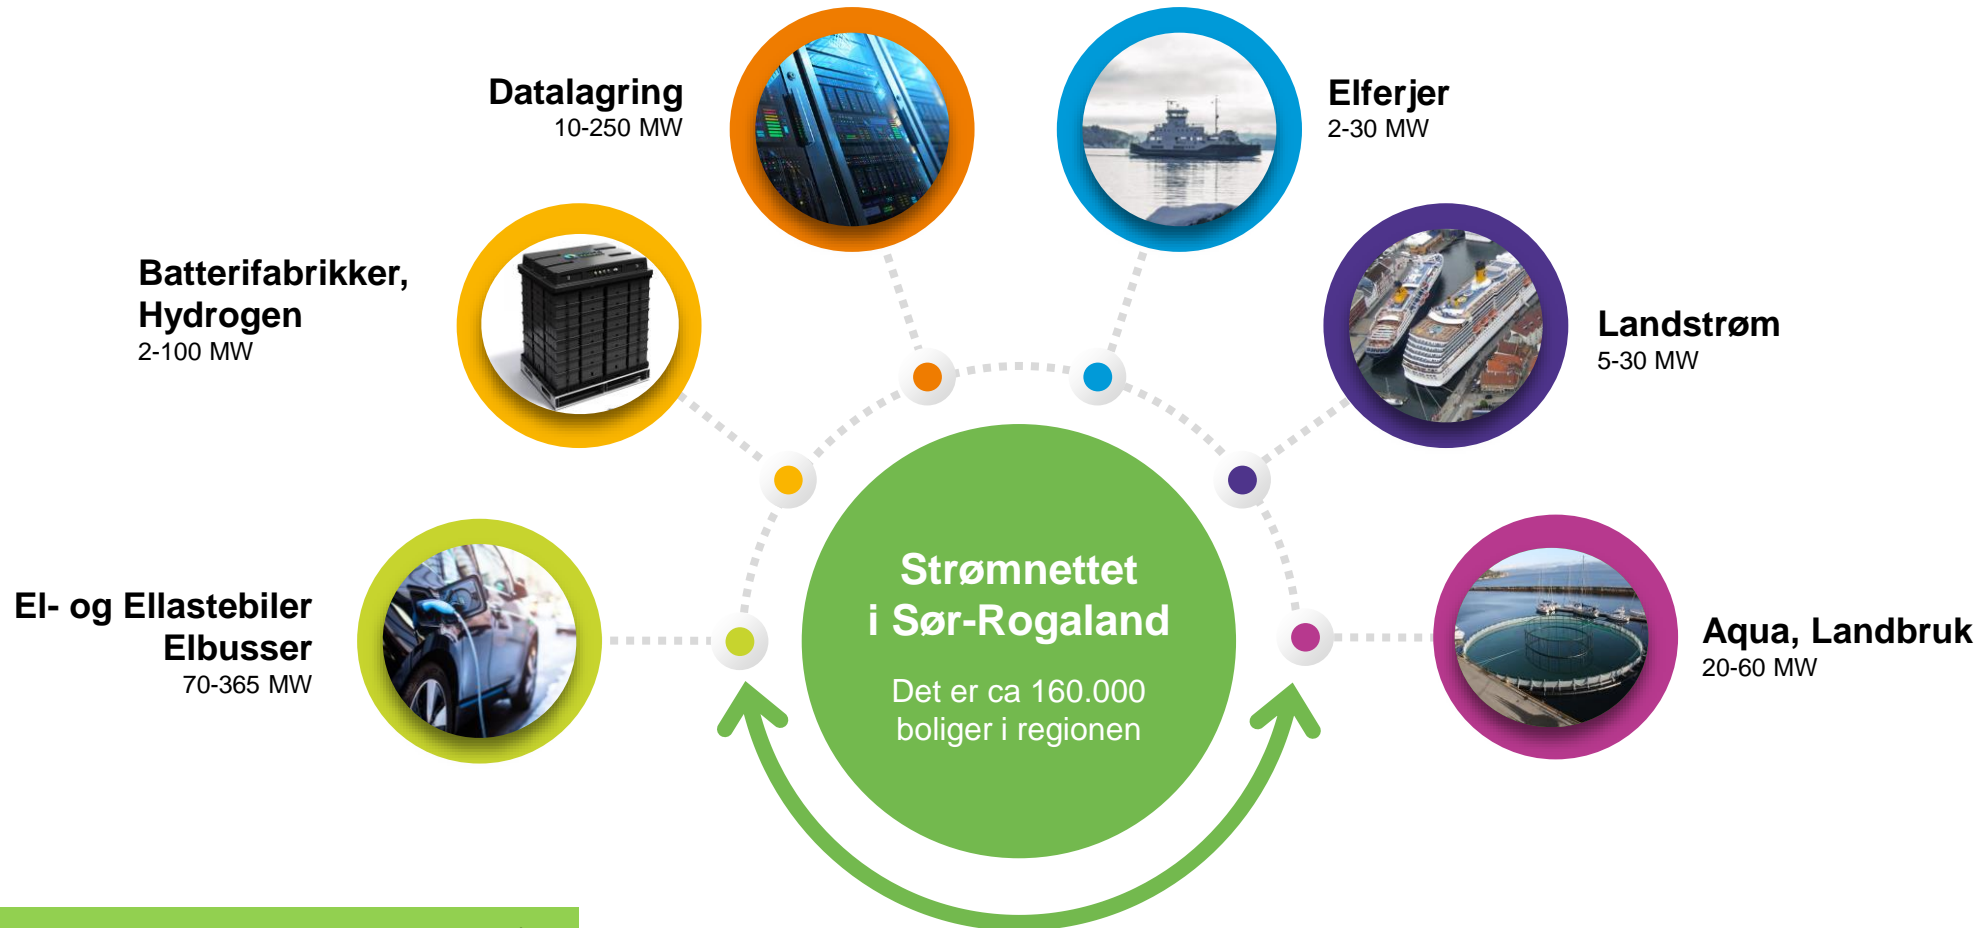 Datalagring
10-250 MW
Elferjer
2-30 MW
Batterifabrikker,
Hydrogen
2-100 MW
Landstrøm
5-30 MW
El- og Ellastebiler
Elbusser
70-365 MW
Strømnettet
i Sør-Rogaland
Det er ca 160.000
boliger i regionen
Aqua, Landbruk
20-60 MW